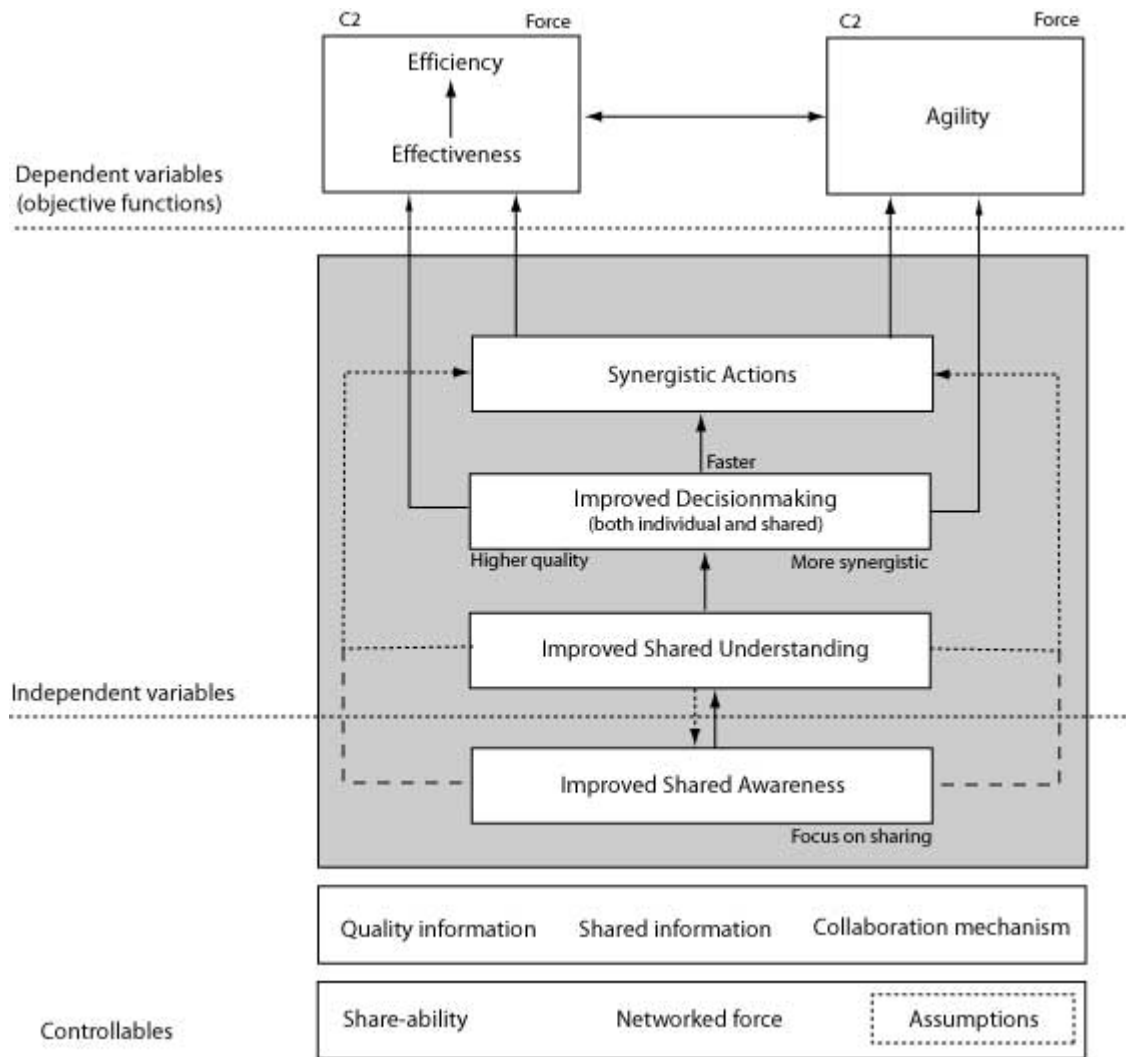 C2 Force
C2 Force
Efficiency
Effectiveness
Agility
Dependent variables
(objective functions)
Synergistic Actions
Faster
Improved Decisionmaking
(both individual and shared)
Higher quality
More synergistic
Improved Shared Understanding
Independent variables
Improved Shared Awareness
Focus on sharing
Quality information
Shared information
Collaboration mechanism
Controllables
Share-ability
Networked force
Assumptions